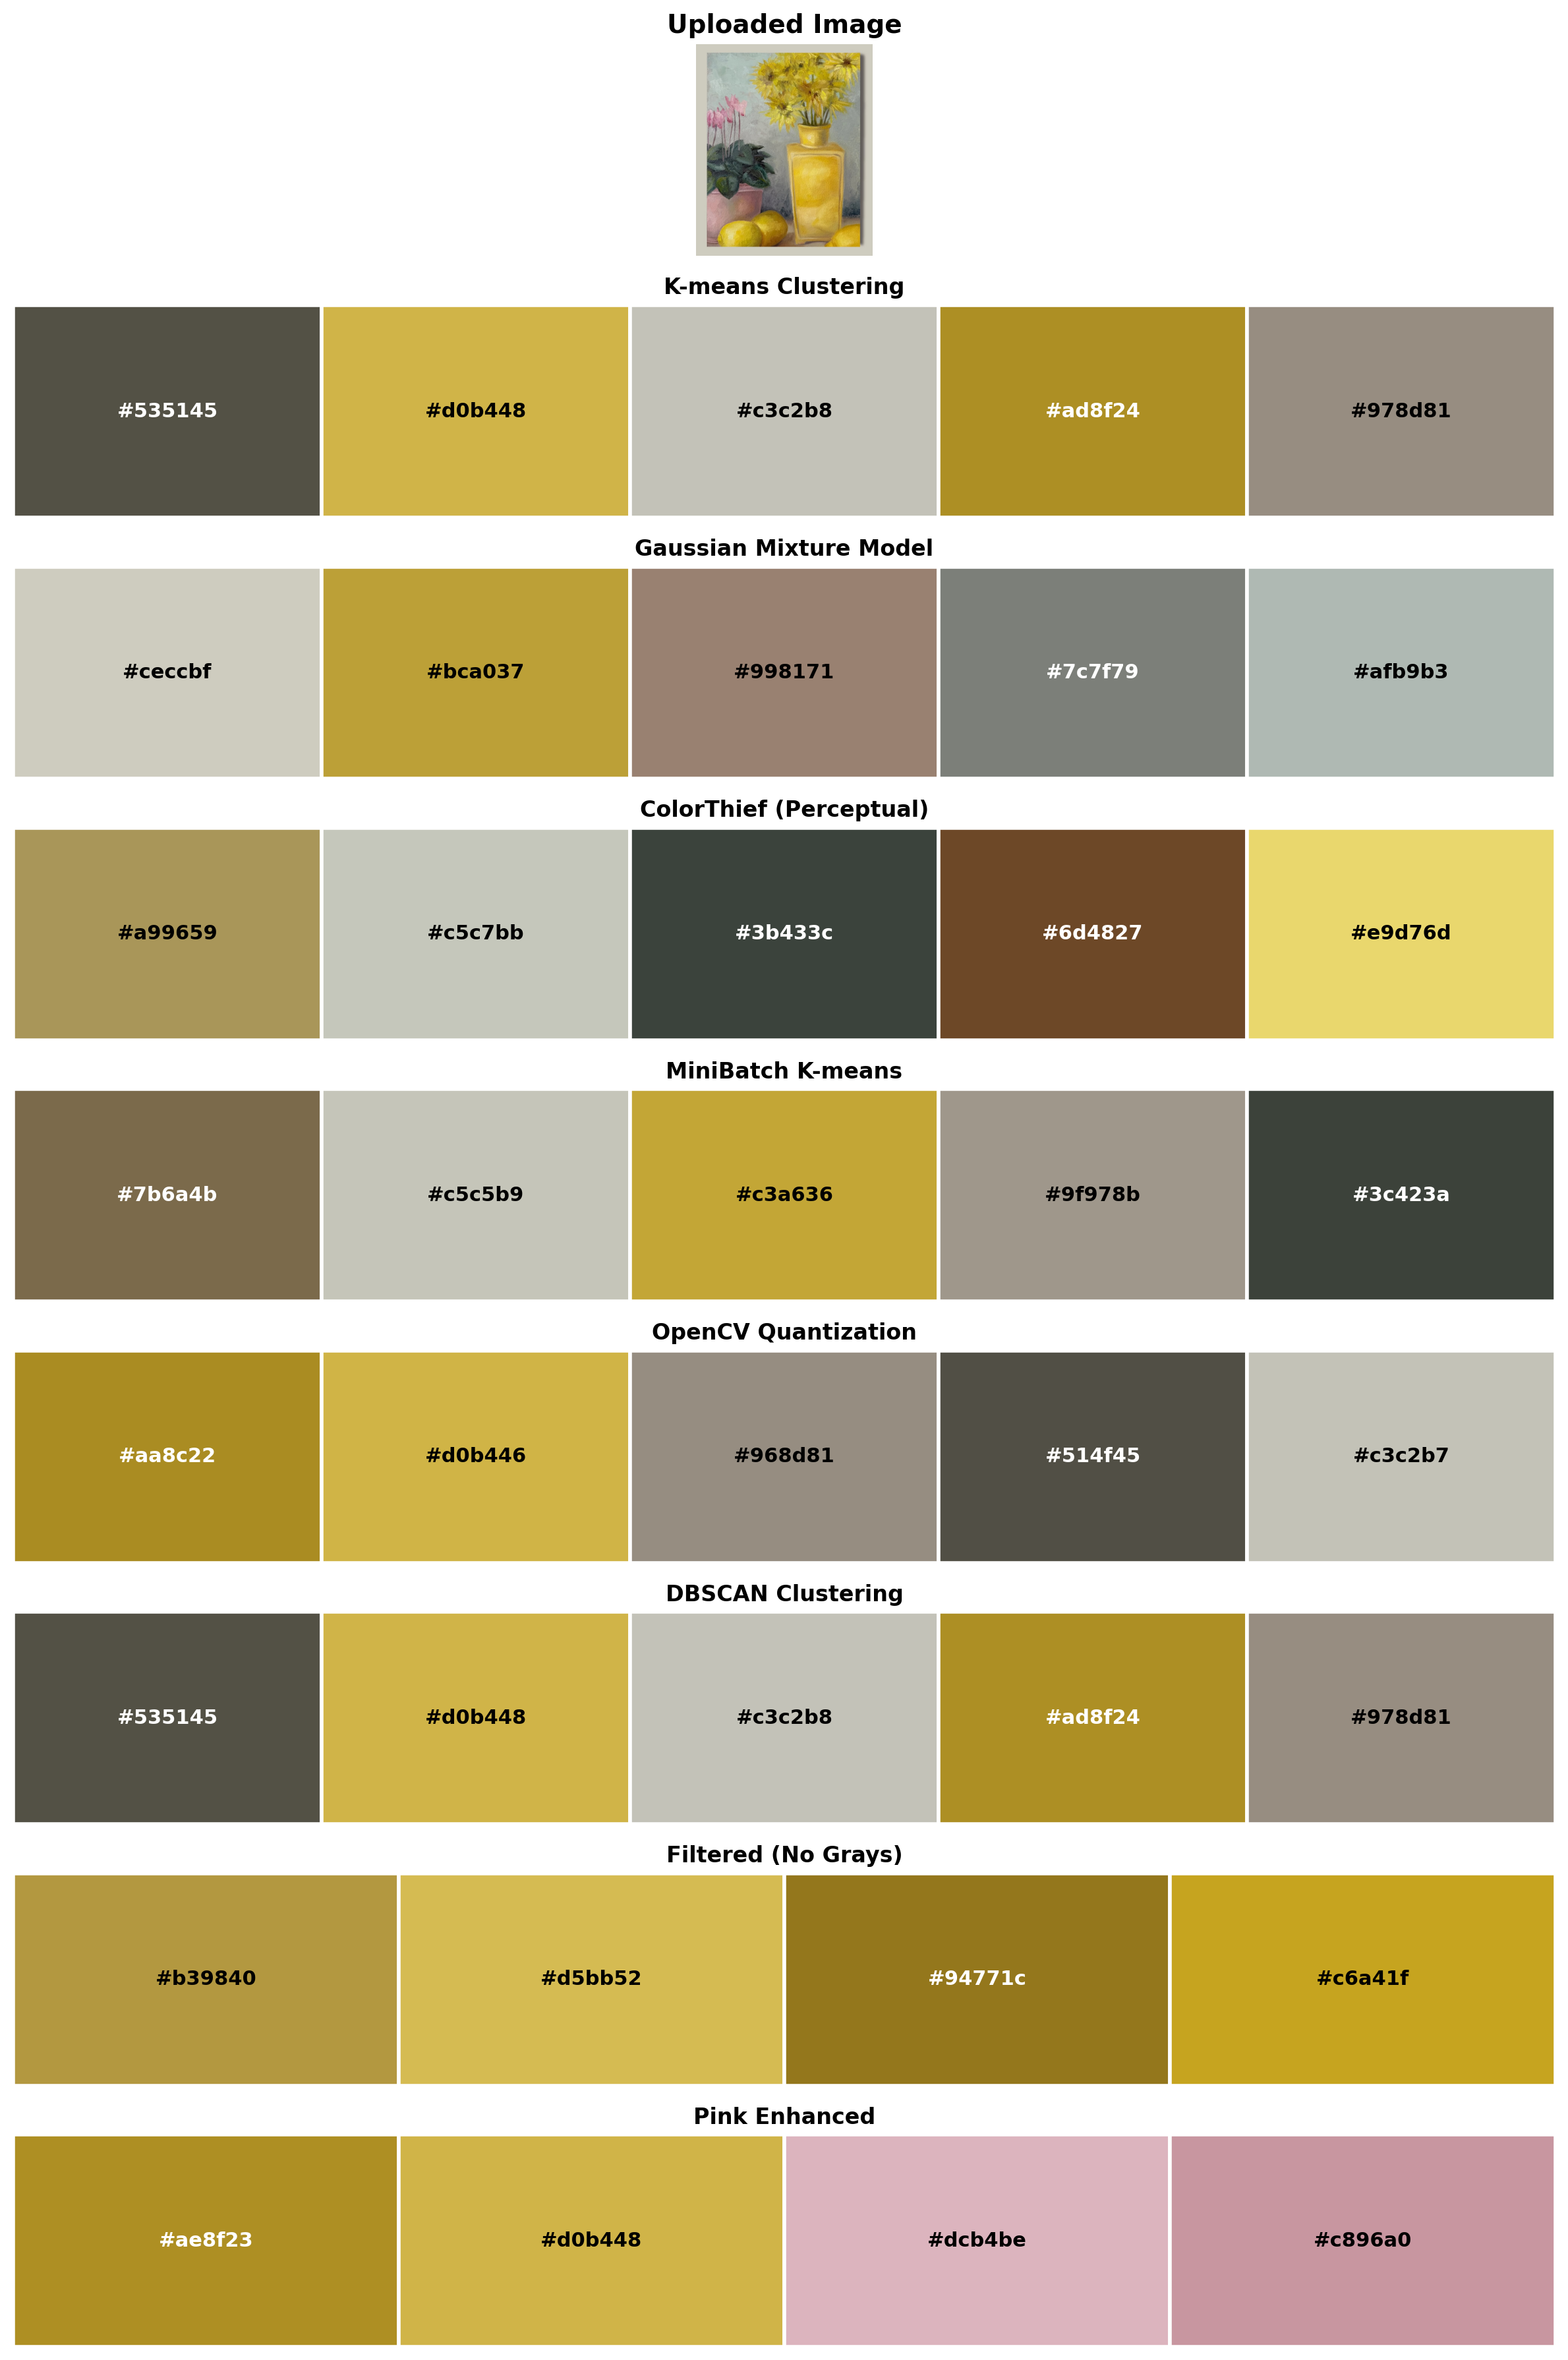 Uploaded Image
K-means Clustering
#535145 #d0b448 #c3c2b8 #ad8f24 #978d81
Gaussian Mixture Model
#ceccbf #bca037 #998171 #7c7f79 #afb9b3
ColorThief (Perceptual)
#a99659 #c5c7bb #3b433c #6d4827 #e9d76d
MiniBatch K-means
#7b6a4b #c5c5b9 #c3a636 #9f978b #3c423a
OpenCV Quantization
#aa8c22 #d0b446 #968d81 #514f45 #c3c2b7
DBSCAN Clustering
#535145 #d0b448 #c3c2b8 #ad8f24 #978d81
Filtered (No Grays)
#b39840 #d5bb52 #94771c #c6a41f
Pink Enhanced
#ae8f23 #d0b448 #dcb4be #c896a0